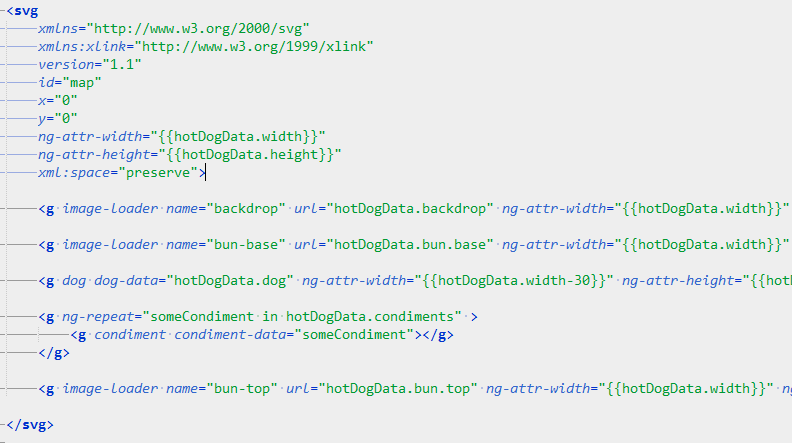 <svg
xmlns="http://www.w3.org/2000/svg"
xmlns:xlink="http://www.w3.org/1999/xlink"
version="1.1"
id="map"
x="0"
y="0"
ng-attr-width="{{hotDogData.width}}"
ng-attr-height="{{hotDogData.height}}"
xml:space="preserve">
<g image-loader name="backdrop" url="hotDogData.backdrop" ng-attr-width="{{hotDogData.width}}"
<g image-loader name="bun-base" url="hotDogData.bun.base" ng-attr-width="{{hotDogData.width}}"
<g dog dog-data="hotDogData.dog" ng-attr-width="{{hotDogData.width-30}}" ng-attr-height="{{hot
<g ng-repeat="someCondiment in hotDogData.condiments" >
<g condiment condiment-data="someCondiment"></g>
</g>
<g image-loader name="bun-top" url="hotDogData.bun.top" ng-attr-width="{{hotDogData.width}}" ng
</svg>